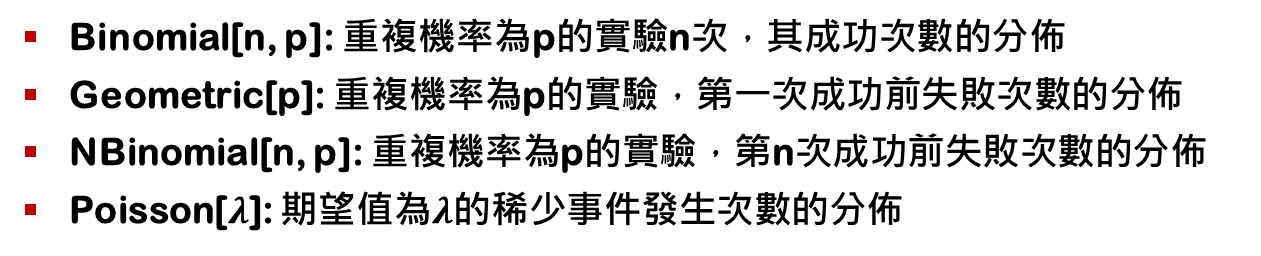 ▪ Binomial[n, p]: 重複機率為p的實驗n次，其成功次數的分佈
▪ Geometric[p]: 重複機率為p的實驗，第一次成功前失敗次數的分佈
▪ NBinomial[n, p]: 重複機率為p的實驗，第n次成功前失敗次數的分佈
▪ Poisson[λ]: 期望值為λ的稀少事件發生次數的分佈